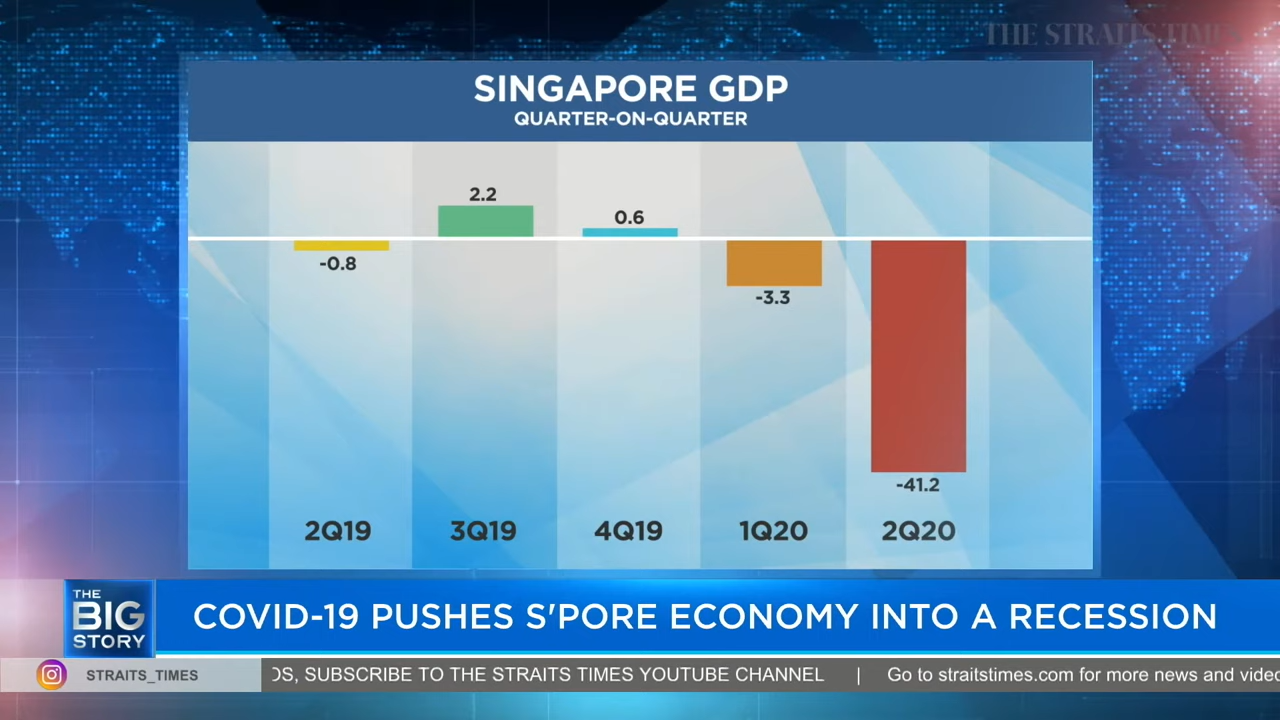 THE STRAITS TIMES
SINGAPORE GDP
QUARTER-ON-QUARTER
2.2
0.6
-0.8
-3.3
-41.2
2Q19
3Q19
4Q19
1Q20
2Q20
THE
BIG
STORY
COVID-19 PUSHES S'PORE ECONOMY INTO A RECESSION
STRAITS_TIMES
OS, SUBSCRIBE TO THE STRAITS TIMES YOUTUBE CHANNEL | Go to straitstimes.com for more news and video